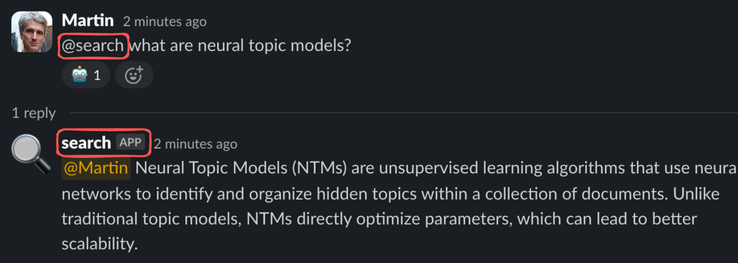 Martin 2 minutes ago
@search what are neural topic models?
1
1 reply
search APP 2 minutes ago
@Martin Neural Topic Models (NTMs) are unsupervised learning algorithms that use neura
networks to identify and organize hidden topics within a collection of documents. Unlike
traditional topic models, NTMs directly optimize parameters, which can lead to better
scalability.